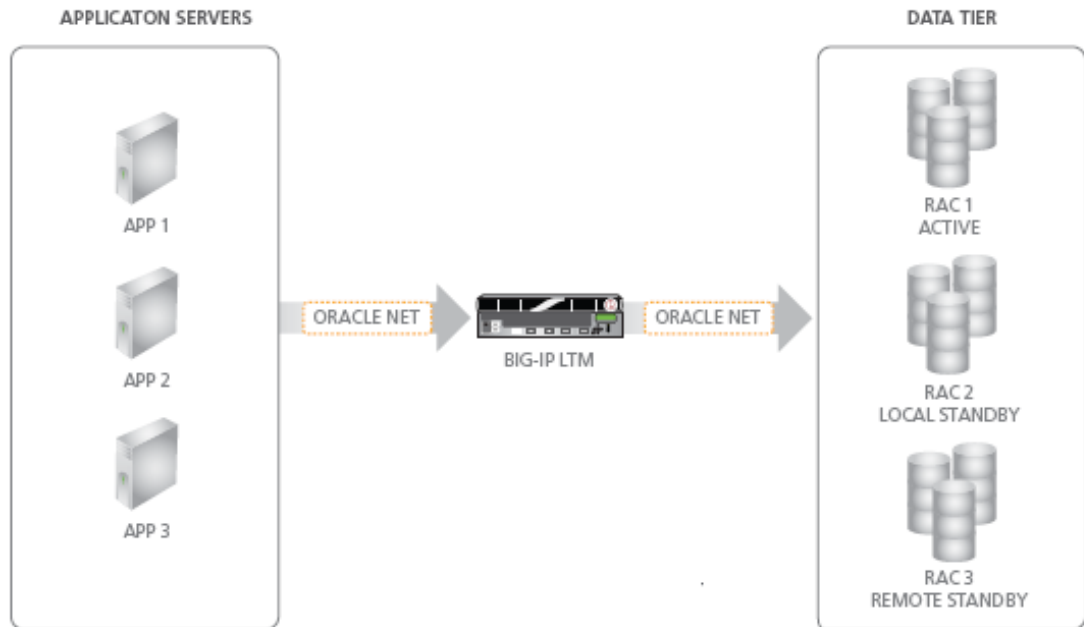 APPLICATON SERVERS
APP 1
APP 2
APP 3
ORACLE NET
BIG-IP LTM
ORACLE NET
DATA TIER
RAC 1
ACTIVE
RAC 2
LOCAL STANDBY
RAC 3
REMOTE STANDBY